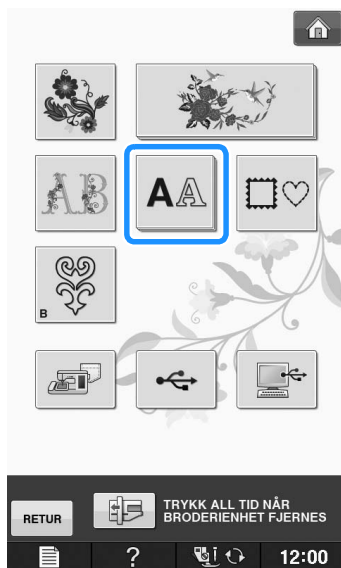 AB
AA
B
RETUR
TRYKK ALL TID NÅR
BRODERIENHET FJERNES
?
12:00